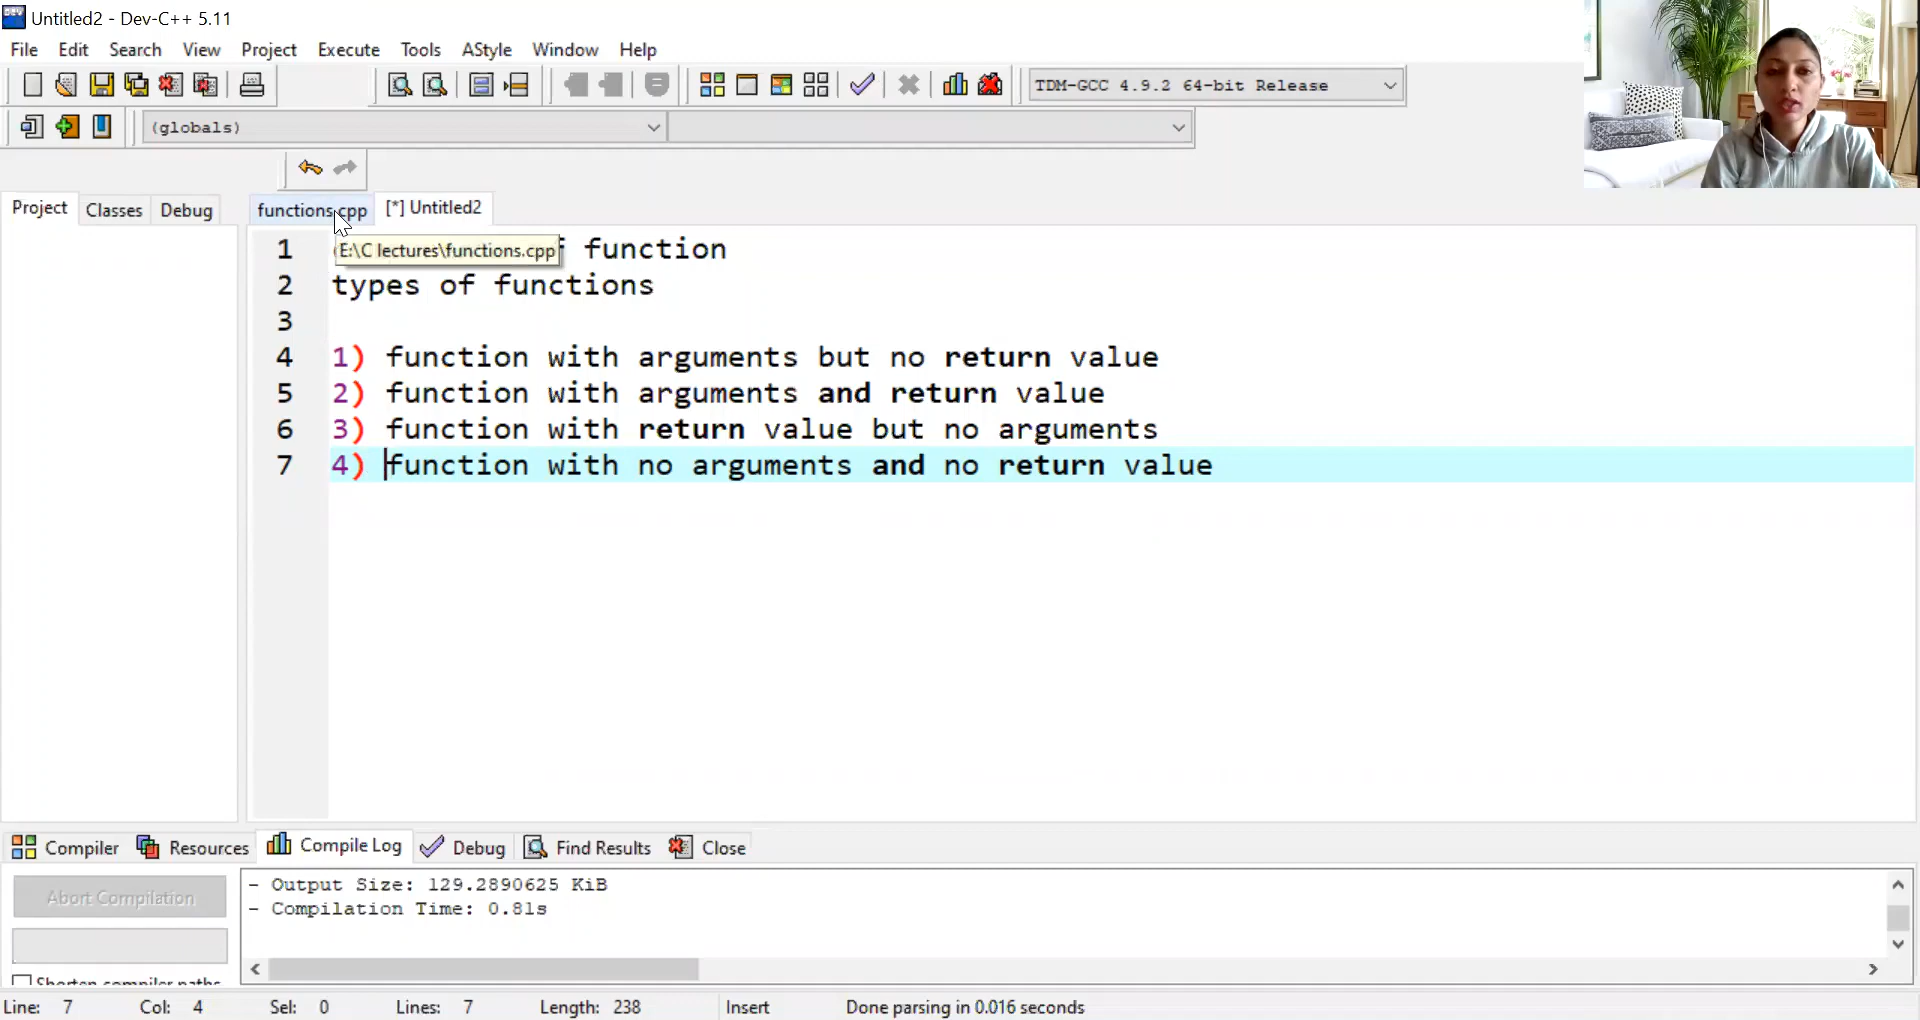 Untitled2 - Dev-C++ 5.11
File Edit Search View Project Execute Tools AStyle Window Help
TDM-GCC 4.9.2 64-bit Release
(globals)
Project Classes Debug
functions.cpp [*] Untitled2
1 function
E:\C lectures\functions.cpp
2 types of functions
3
4 1) function with arguments but no return value
5 2) function with arguments and return value
6 3) function with return value but no arguments
7 4) function with no arguments and no return value
Compiler Resources Compile Log Debug Find Results Close
Abort Compilation
- Output Size: 129.2890625 KiB
- Compilation Time: 0.81s
Shorten compiler paths
Line: 7 Col: 4 Sel: 0 Lines: 7 Length: 238 Insert Done parsing in 0.016 seconds